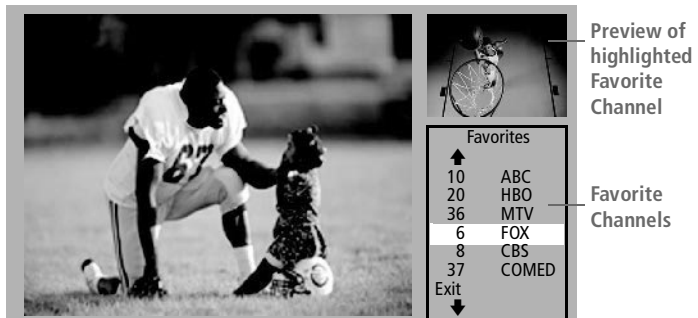 Preview of
highlighted
Favorite
Channel
67
Favorites
10 ABC
20 HBO
36 MTV
6 FOX
8 CBS
37 COMED
Exit
Favorite
Channels